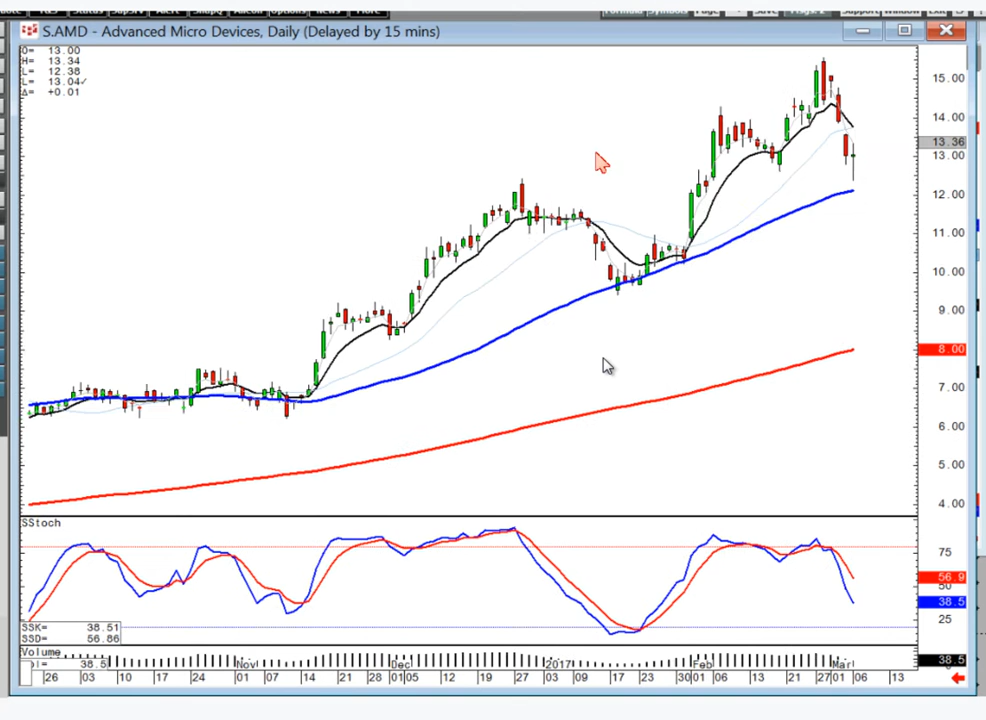 S.AMD - Advanced Micro Devices, Daily (Delayed by 15 mins)
O= 13.00
H= 13.34
L= 12.38
L= 13.04✓
Δ= +0.01
15.00
14.00
13.36
13.00
12.00
11.00
10.00
9.00
8.00
7.00
6.00
5.00
4.00
SStoch
75
56.9
50
38.5
25
SSK= 38.51
SSD= 56.86
Volume
38.5
38.5
Nov Dec 2017 Feb Mar
26 03 10 17 24 01 07 14 21 28 01 05 12 19 27 03 09 17 23 30 01 06 13 21 27 01 06 13